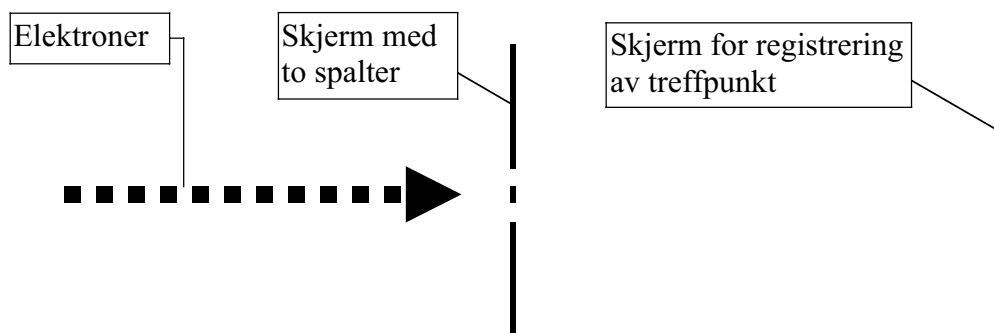 Elektroner
Skjerm med
to spalter
Skjerm for registrering
av treffpunkt